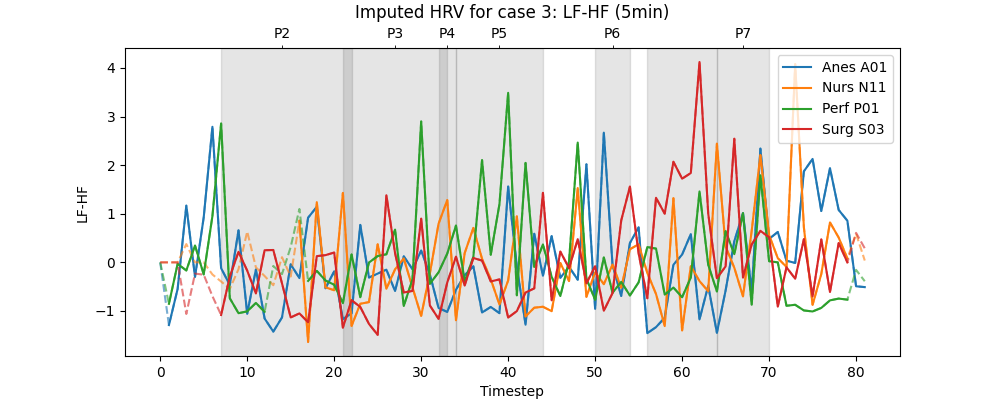 Imputed HRV for case 3: LF-HF (5min)
P2 P3 P4 P5 P6 P7
4
3
2
1
0
−1
LF-HF
Anes A01
Nurs N11
Perf P01
Surg S03
0 10 20 30 40 50 60 70 80
Timestep